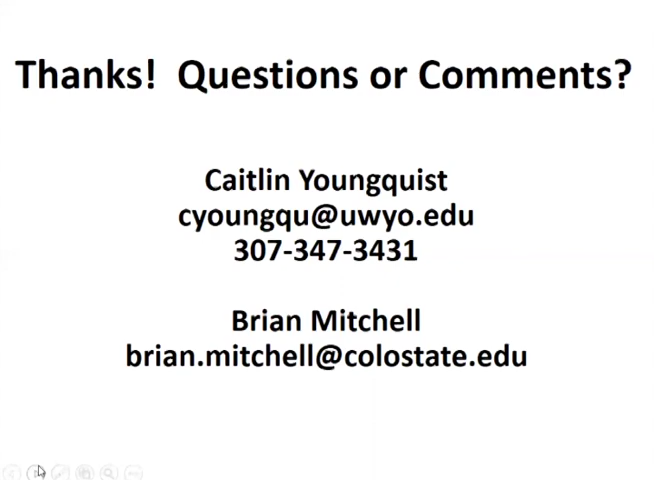 Thanks!  Questions or Comments?
Caitlin Youngquist
cyoungqu@uwyo.edu
307-347-3431
Brian Mitchell
brian.mitchell@colostate.edu